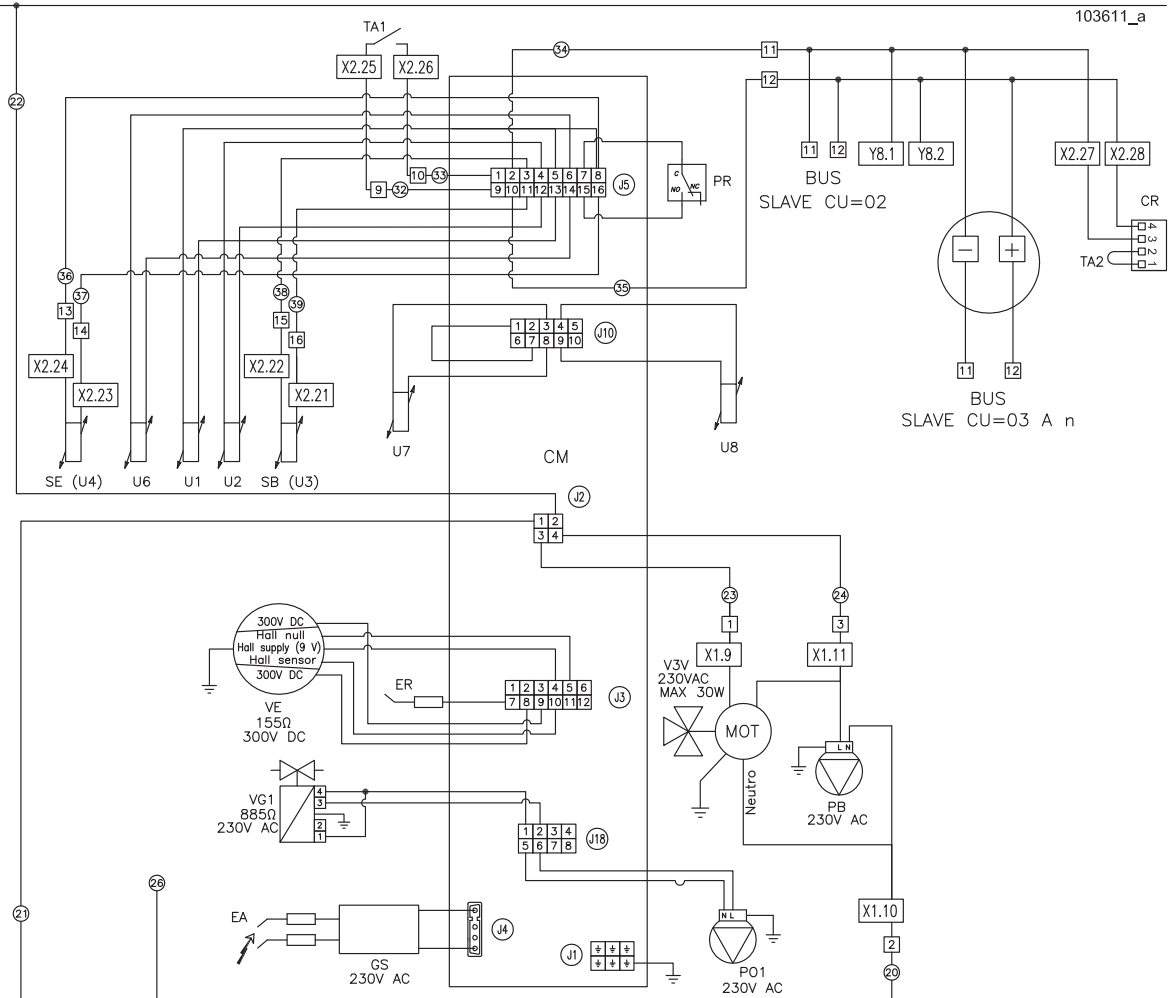 103611_a
TA1
34
11
X2.25
X2.26
12
22
11
12
Y8.1
Y8.2
X2.27
X2.28
10
33
1 2 3 4 5 6 7 8
9
32
9 10 11 12 13 14 15 16
J5
C
NO
NC
PR
BUS
SLAVE CU=02
CR
4
3
2
1
TA2
−
+
36
37
38
39
35
13
14
15
16
1 2 3 4 5
6 7 8 9 10
J10
X2.24
X2.23
X2.22
X2.21
11
12
BUS
SLAVE CU=03 A n
U7
U8
CM
SE (U4)
U6
U1
U2
SB (U3)
J2
1 2
3 4
23
24
1
3
300V DC
Hall null
Hall supply (9 V)
Hall sensor
300V DC
X1.9
X1.11
V3V
230VAC
MAX 30W
ER
1 2 3 4 5 6
7 8 9 10 11 12
J3
VE
155Ω
300V DC
MOT
L N
Neutro
PB
230V AC
VG1
885Ω
230V AC
4
3
2
1
1 2 3 4
5 6 7 8
J18
26
21
X1.10
EA
GS
230V AC
J4
N L
J1
PO1
230V AC
2
20